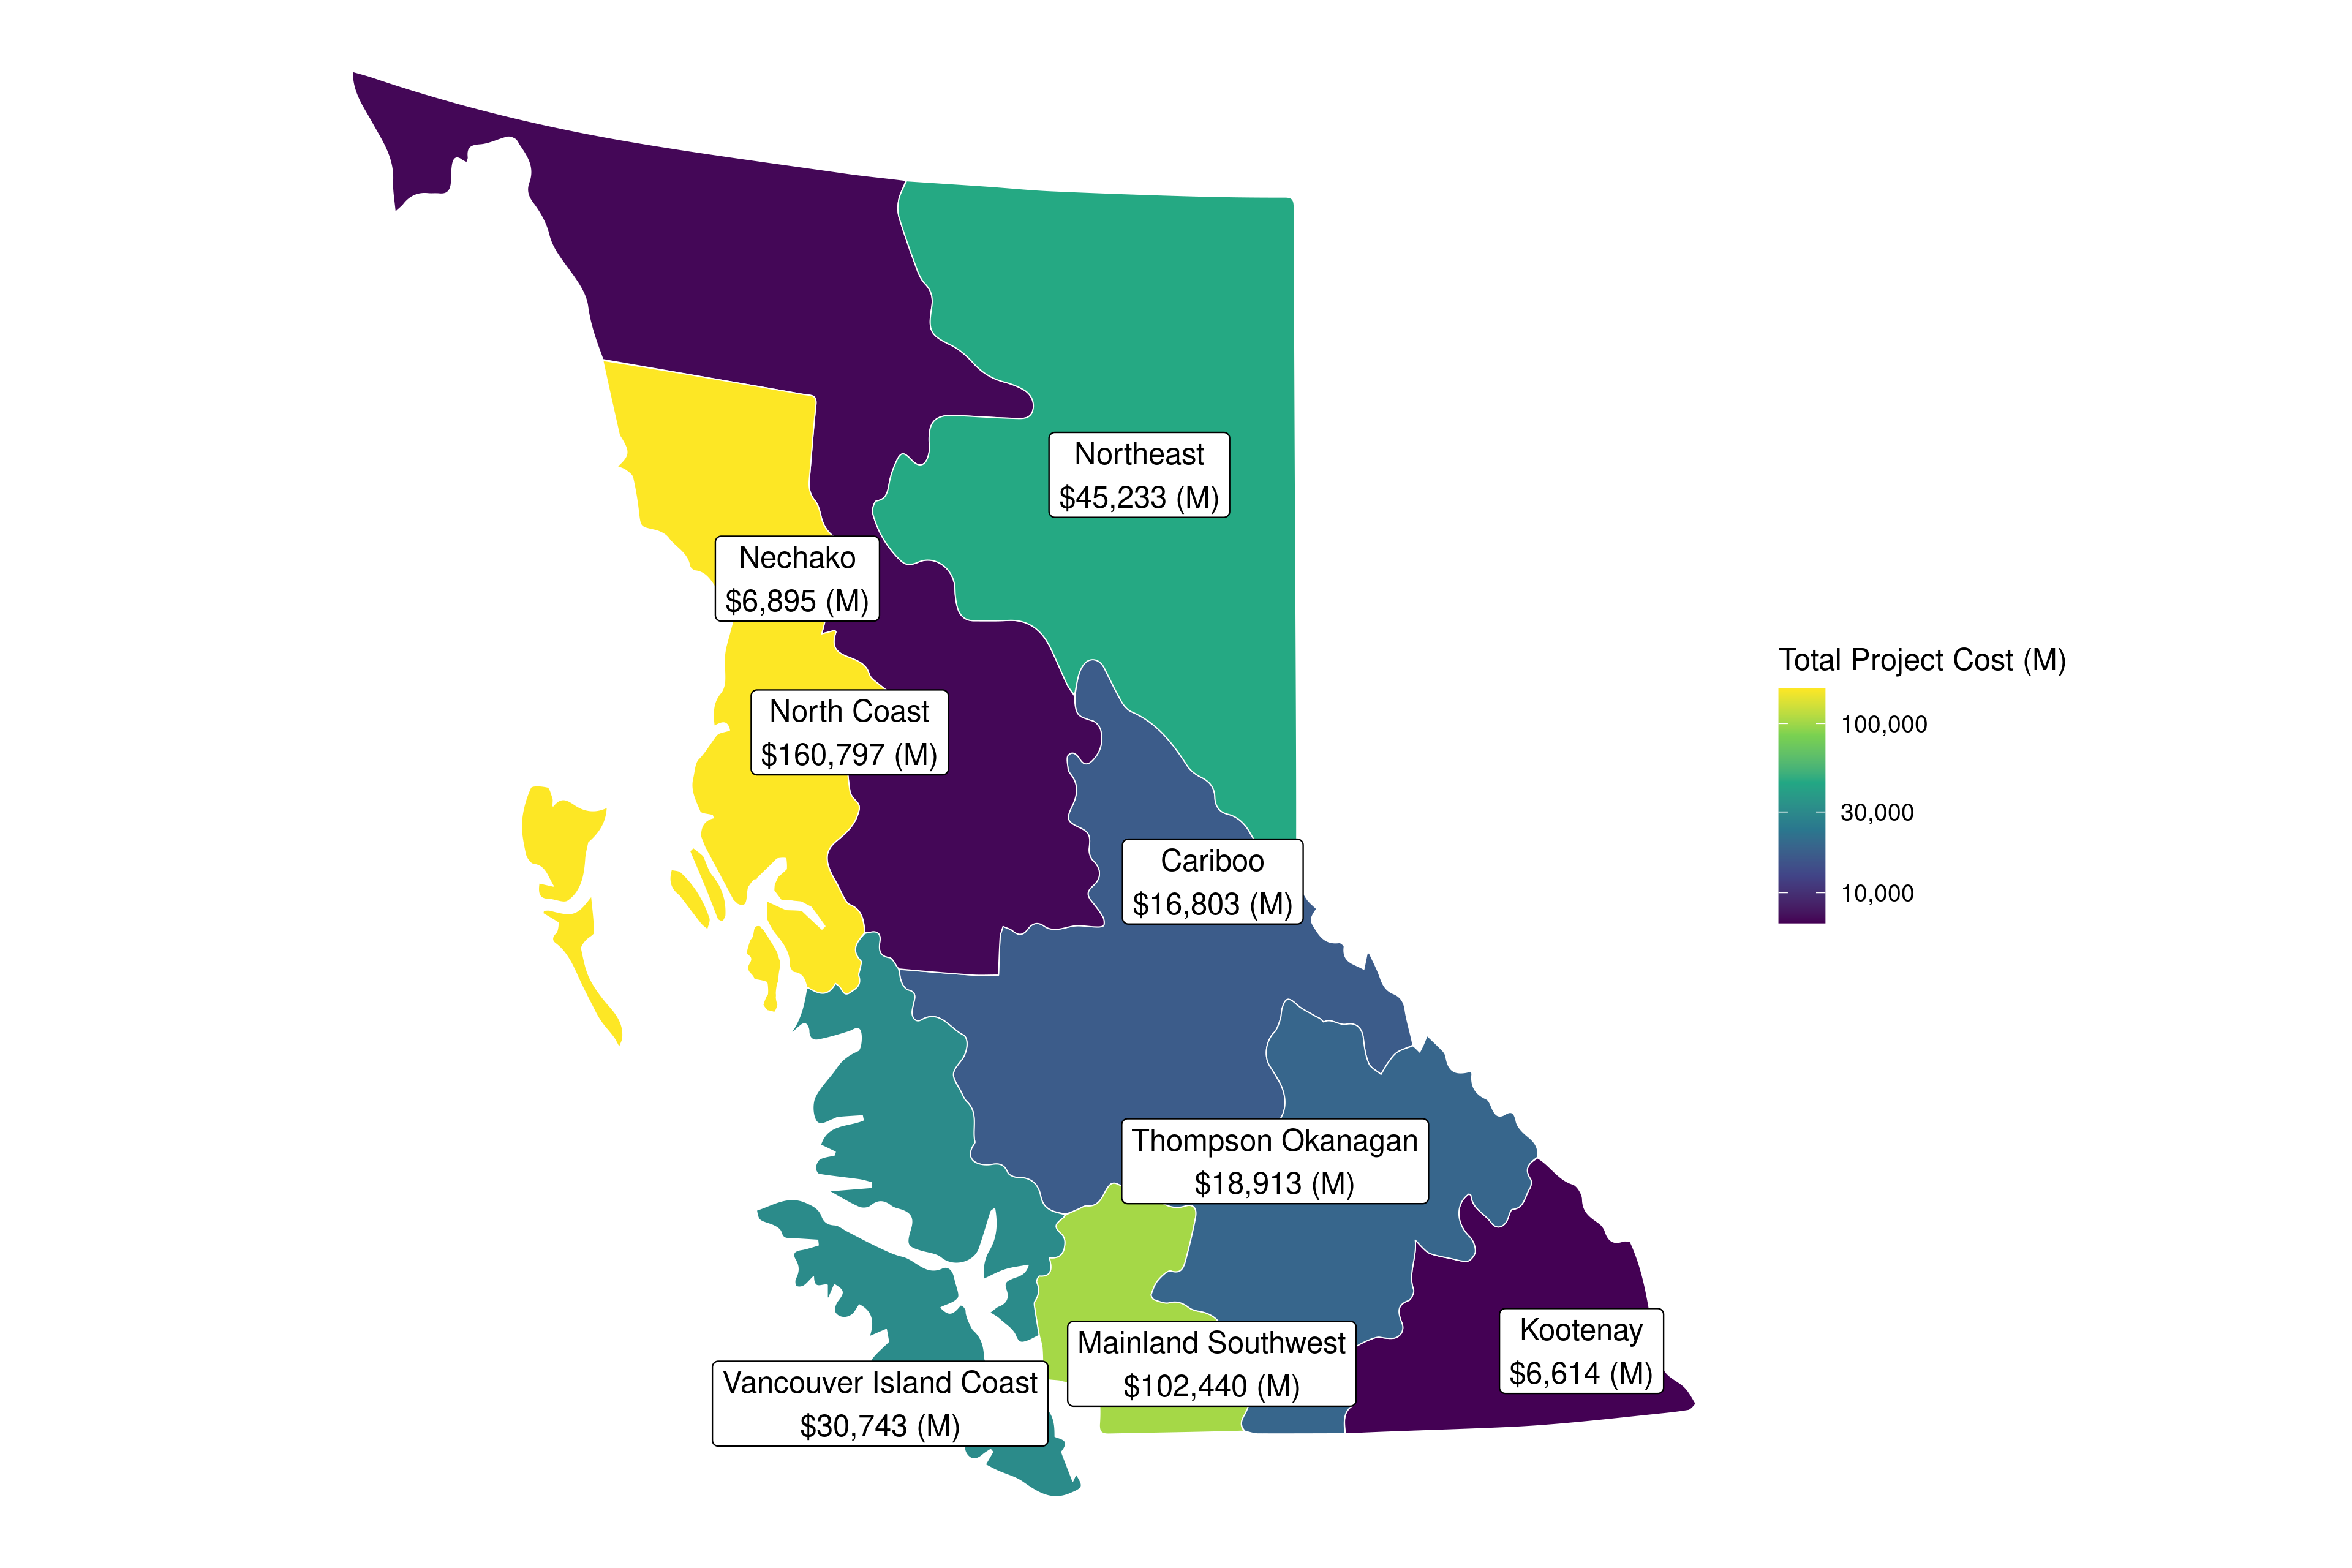 Northeast
$45,233 (M)
Nechako
$6,895 (M)
North Coast
$160,797 (M)
Cariboo
$16,803 (M)
Thompson Okanagan
$18,913 (M)
Mainland Southwest
$102,440 (M)
Kootenay
$6,614 (M)
Vancouver Island Coast
$30,743 (M)
Total Project Cost (M)
100,000
30,000
10,000